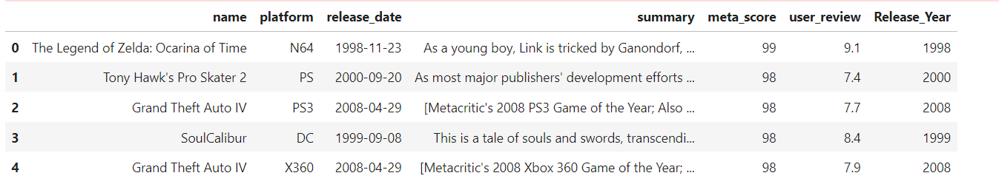 name platform release_date summary meta_score user_review Release_Year
0 The Legend of Zelda: Ocarina of Time N64 1998-11-23 As a young boy, Link is tricked by Ganondorf, ... 99 9.1 1998
1 Tony Hawk's Pro Skater 2 PS 2000-09-20 As most major publishers' development efforts ... 98 7.4 2000
2 Grand Theft Auto IV PS3 2008-04-29 [Metacritic's 2008 PS3 Game of the Year; Also ... 98 7.7 2008
3 SoulCalibur DC 1999-09-08 This is a tale of souls and swords, transcendi... 98 8.4 1999
4 Grand Theft Auto IV X360 2008-04-29 [Metacritic's 2008 Xbox 360 Game of the Year; ... 98 7.9 2008